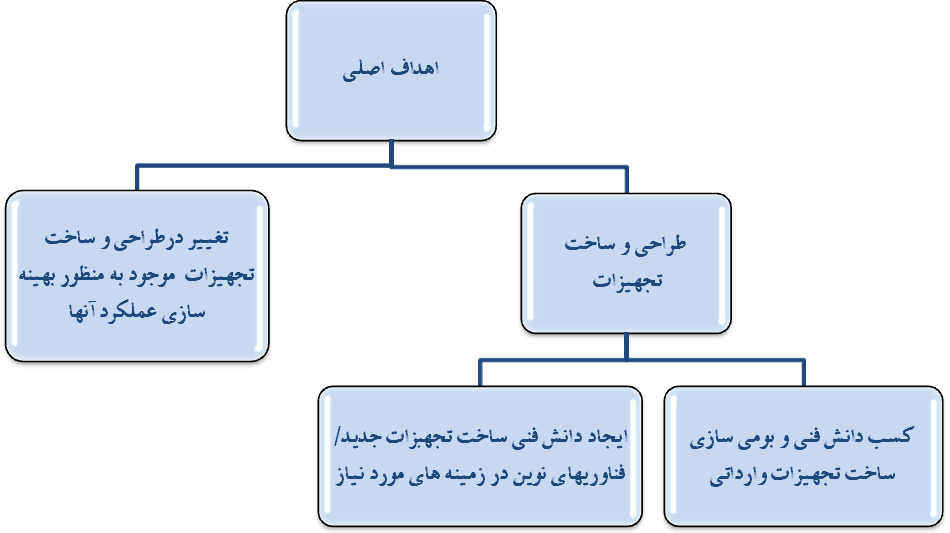 اهداف اصلی
طراحی و ساخت
تجهیزات
تغییر درطراحی و ساخت
تجهیزات موجود به منظور بهینه
سازی عملکرد آنها
کسب دانش فنی و بومی سازی
ساخت تجهیزات وارداتی
ایجاد دانش فنی ساخت تجهیزات جدید/
فناوریهای نوین در زمینه های مورد نیاز